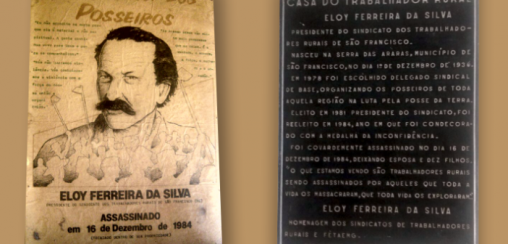 POSSEIROS
ELOY FERREIRA DA SILVA
ASSASSINADO
em 16 de Dezembro de 1984
CASA DO TRABALHADOR RURAL
ELOY FERREIRA DA SILVA
PRESIDENTE DO SINDICATO DOS TRABALHADO-
RES RURAIS DE SÃO FRANCISCO.
NASCEU NA SERRA DAS ARARAS, MUNICÍPIO DE
SÃO FRANCISCO, NO DIA 17 DE DEZEMBRO DE
EM 1978 FOI ESCOLHIDO DELEGADO SINDICAL
DE BASE, ORGANIZANDO OS POSSEIROS DE TODA
AQUELA REGIÃO NA LUTA PELA POSSE DA TERRA.
ELEITO EM 1981 PRESIDENTE DO SINDICATO, FOI
REELEITO EM 1984, ANO EM QUE FOI CONDECORA-
DO COM A MEDALHA DA INCONFIDÊNCIA.
FOI COVARDEMENTE ASSASSINADO NO DIA 16 DE
DEZEMBRO DE 1984, DEIXANDO ESPOSA E DEZ FILHOS.
"O QUE ESTAMOS VENDO SÃO TRABALHADORES RURAIS
SENDO ASSASSINADOS POR AQUELES QUE TODA A
VIDA OS MASSACRARAM, QUE TODA VIDA OS EXPLORARAM"
ELOY FERREIRA DA SILVA
HOMENAGEM DOS SINDICATOS DE TRABALHADORES
RURAIS E FETAEMG.